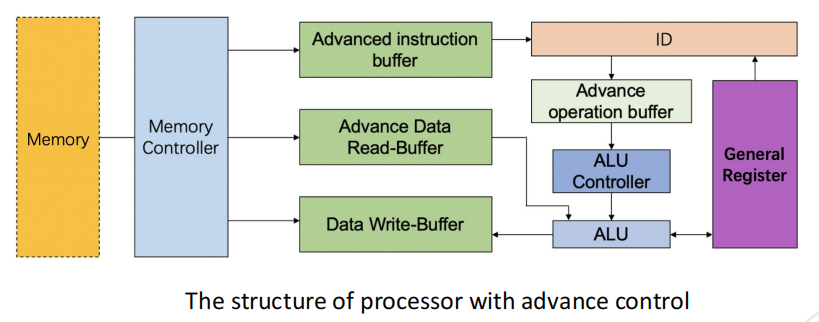 Memory
Memory
Controller
Advanced instruction
buffer
Advance Data
Read-Buffer
Data Write-Buffer
ID
Advance
operation buffer
ALU
Controller
ALU
General
Register
The structure of processor with advance control